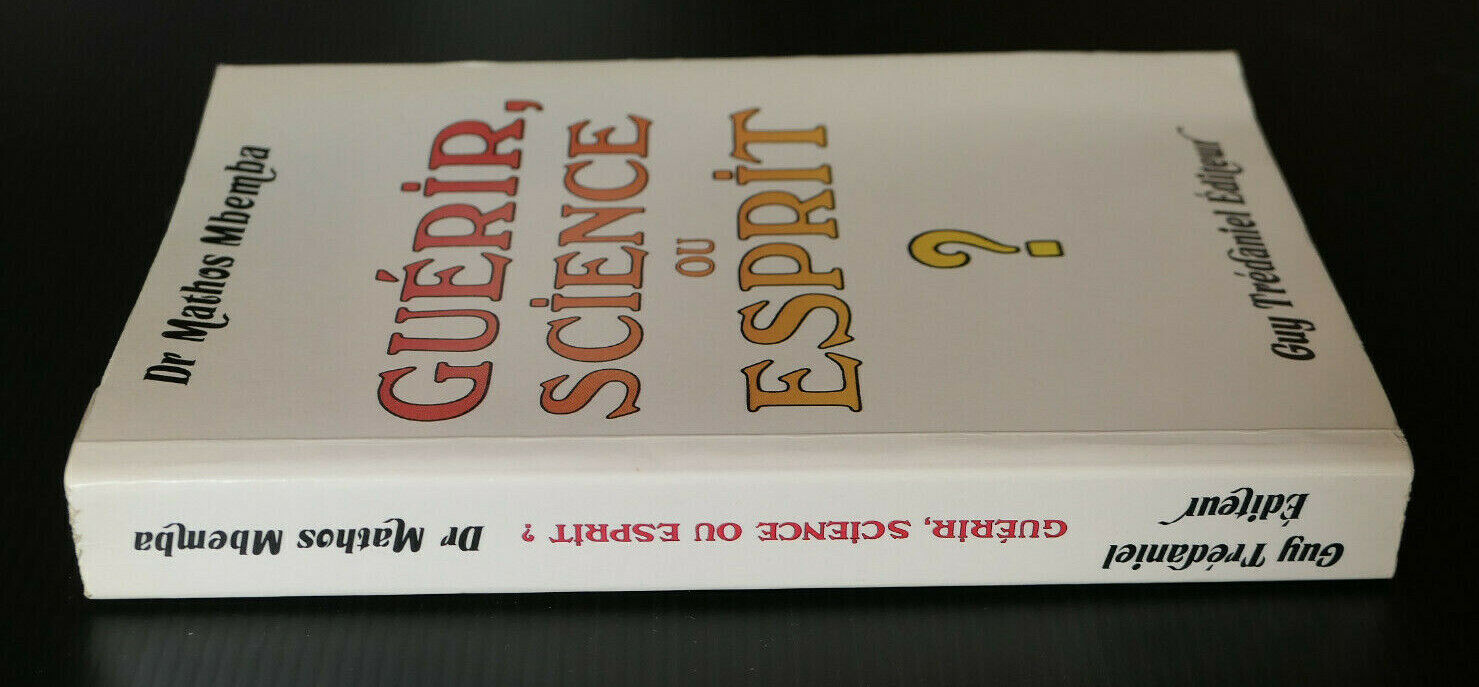 Dr Mathos Mbemba
GUÉRIR,
SCIENCE
OU
ESPRIT
?
Guy Trédaniel Éditeur
Dr Mathos Mbemba
GUÉRIR, SCIENCE OU ESPRIT ?
Guy Trédaniel
Éditeur